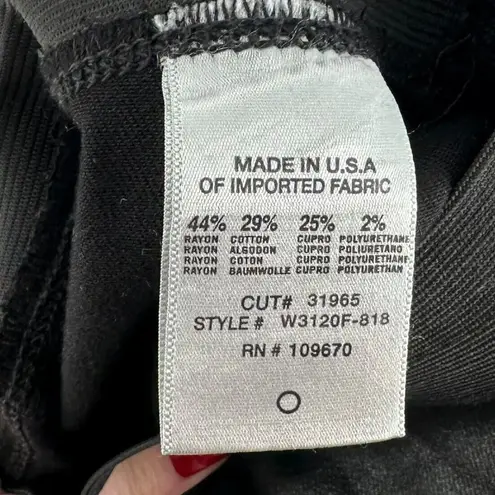 MADE IN U.S.A
OF IMPORTED FABRIC
44% 29% 25% 2%
RAYON COTTON CUPRO POLYURETHANE
RAYON ALGODON CUPRO POLIURETANO
RAYON COTON CUPRO POLYURETHANE
RAYON BAUMWOLLE CUPRO POLYURETHAN
CUT# 31965
STYLE # W3120F-818
RN # 109670